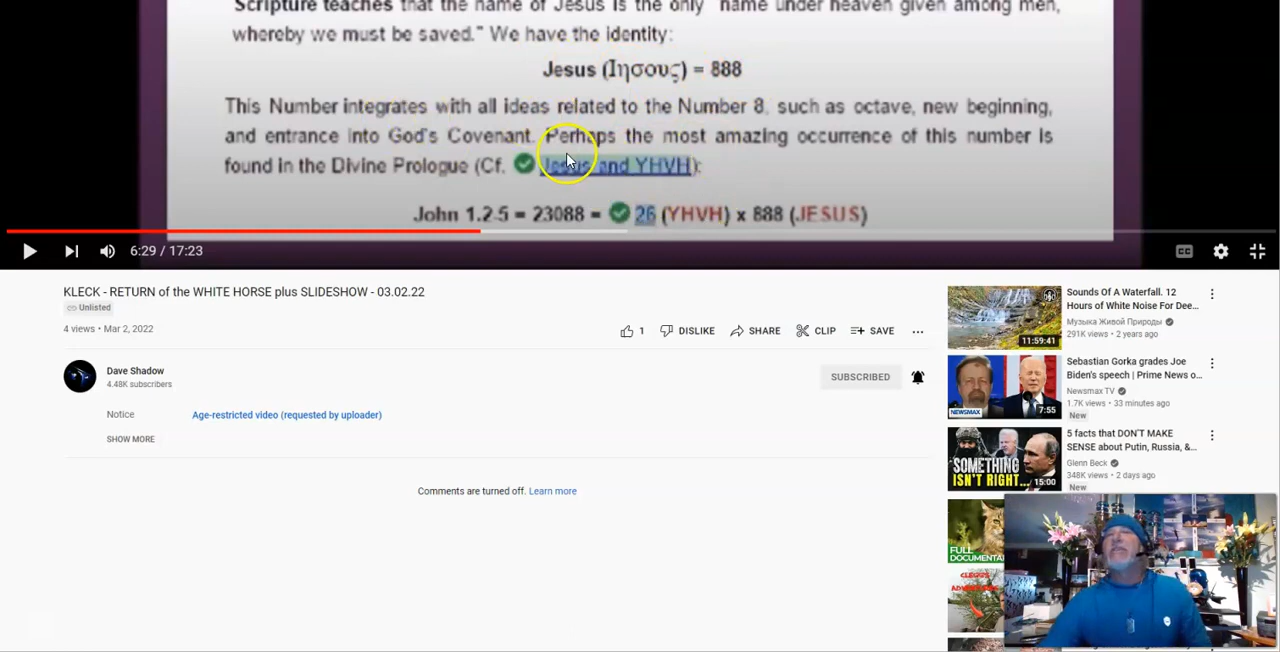 Scripture teaches that the name of Jesus is the only "name under heaven given among men,
whereby we must be saved." We have the identity:
Jesus (Ιησους) = 888
This Number integrates with all ideas related to the Number 8, such as octave, new beginning,
and entrance into God's Covenant. Perhaps the most amazing occurrence of this number is
found in the Divine Prologue (Cf. Jesus and YHVH):
John 1.2-5 = 23088 = 26 (YHVH) x 888 (JESUS)
6:29 / 17:23
CC
KLECK - RETURN of the WHITE HORSE plus SLIDESHOW - 03.02.22
Unlisted
4 views • Mar 2, 2022
1 DISLIKE SHARE CLIP SAVE ...
Dave Shadow
4.48K subscribers
SUBSCRIBED
Notice Age-restricted video (requested by uploader)
SHOW MORE
Comments are turned off. Learn more
Sounds Of A Waterfall. 12
Hours of White Noise For Dee...
Музыка Живой Природы
291K views • 2 years ago
11:59:41
Sebastian Gorka grades Joe
Biden's speech | Prime News o...
Newsmax TV
1.7K views • 33 minutes ago
New
NEWSMAX
7:55
5 facts that DON'T MAKE
SENSE about Putin, Russia, &...
Glenn Beck
348K views • 2 days ago
New
SOMETHING
ISN'T RIGHT...
15:00
FULL
DOCUMENTA